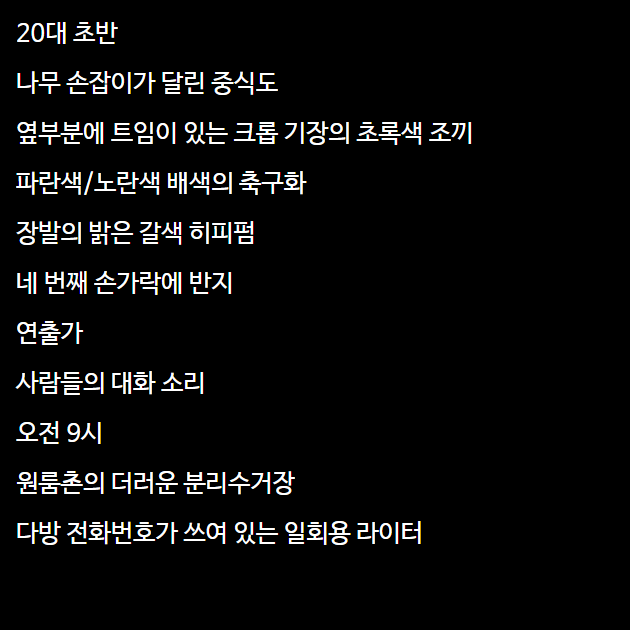 20대 초반
나무 손잡이가 달린 중식도
옆부분에 트임이 있는 크롭 기장의 초록색 조끼
파란색/노란색 배색의 축구화
장발의 밝은 갈색 히피펌
네 번째 손가락에 반지
연출가
사람들의 대화 소리
오전 9시
원룸촌의 더러운 분리수거장
다방 전화번호가 쓰여 있는 일회용 라이터